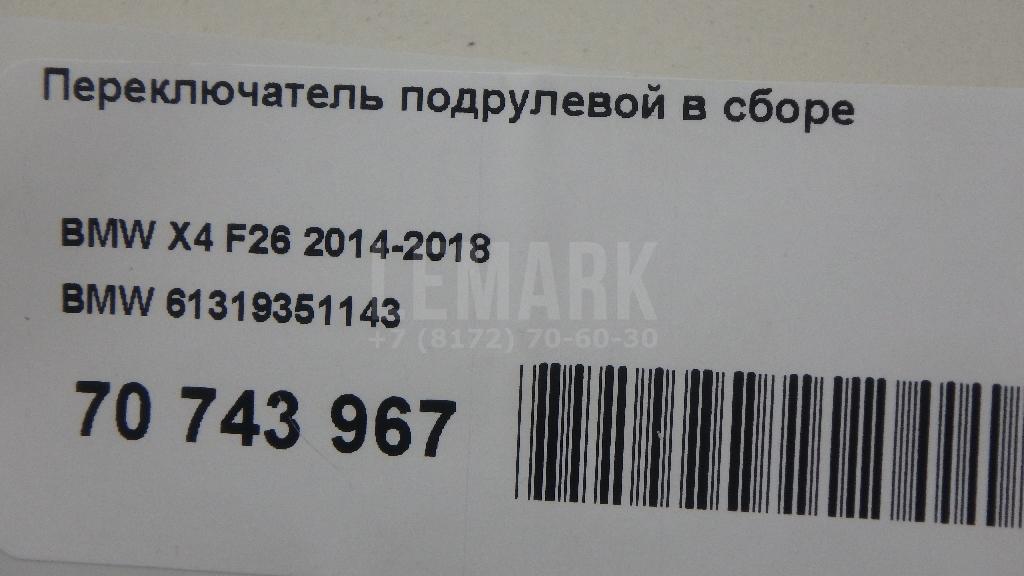 Переключатель подрулевой в сборе
BMW X4 F26 2014-2018
BMW 61319351143
LEMARK
+7 (8172) 70-60-30
70 743 967